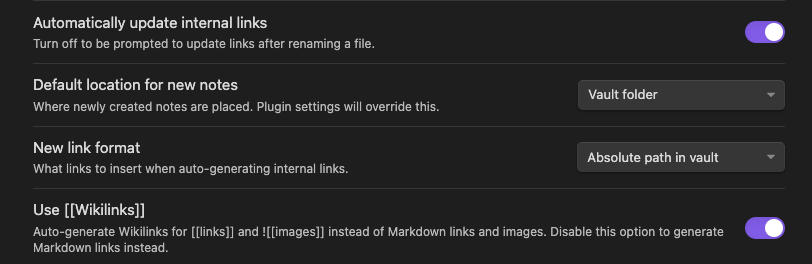 Automatically update internal links
Turn off to be prompted to update links after renaming a file.
Default location for new notes
Where newly created notes are placed. Plugin settings will override this.
Vault folder
New link format
What links to insert when auto-generating internal links.
Absolute path in vault
Use [[Wikilinks]]
Auto-generate Wikilinks for [[links]] and ![[images]] instead of Markdown links and images. Disable this option to generate
Markdown links instead.